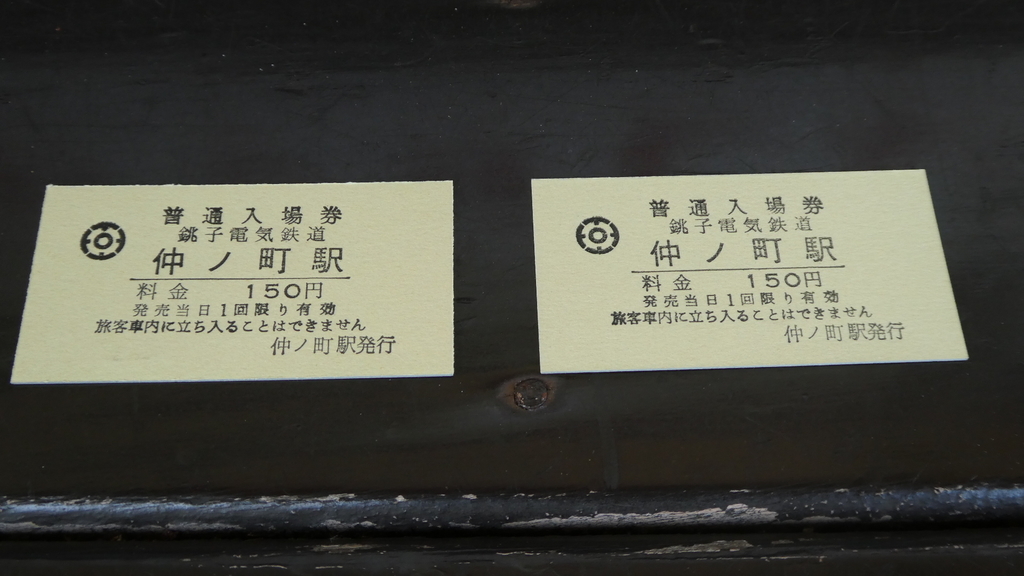 普通入場券
銚子電気鉄道
仲ノ町駅
料金 150円
発売当日1回限り有効
旅客車内に立ち入ることはできません
仲ノ町駅発行
普通入場券
銚子電気鉄道
仲ノ町駅
料金 150円
発売当日1回限り有効
旅客車内に立ち入ることはできません
仲ノ町駅発行